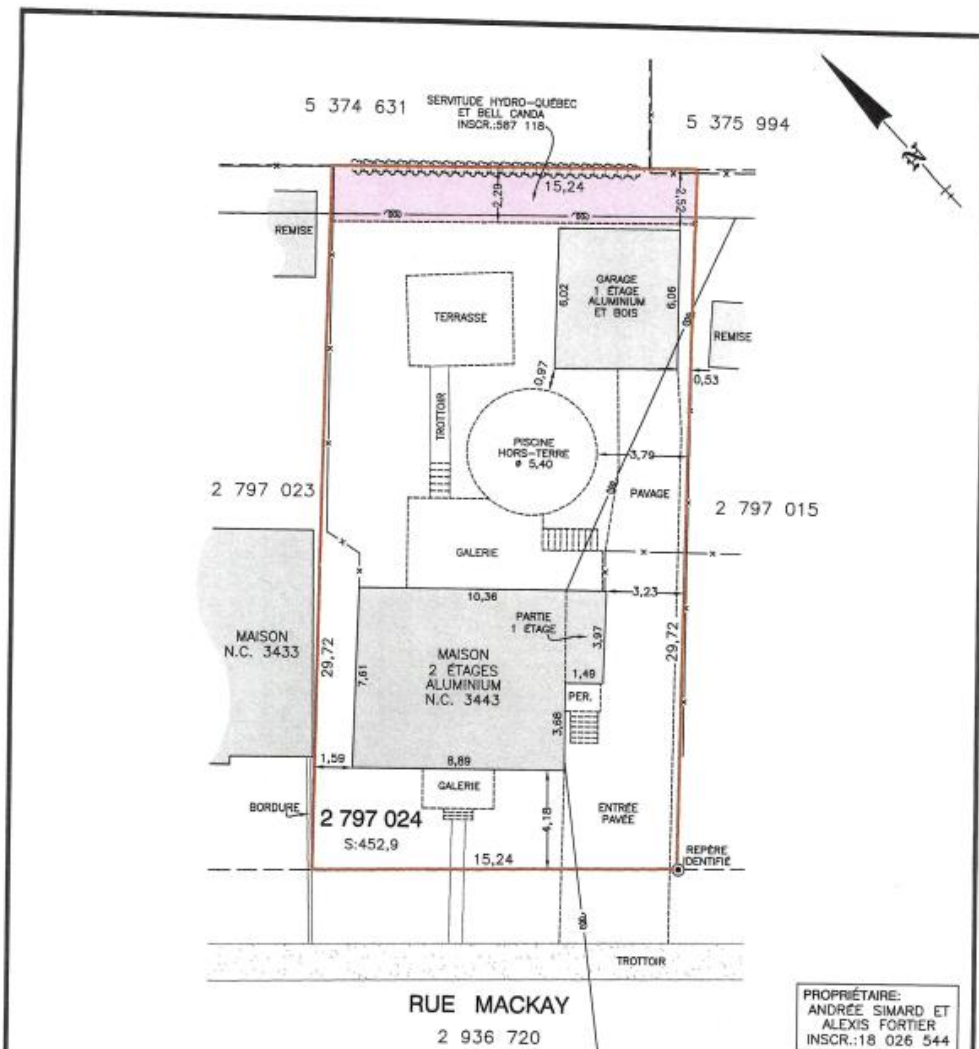 5 374 631
SERVITUDE HYDRO-QUÉBEC
ET BELL CANDA
INSCR.:587 118
5 375 994
N
15,24
2,29
2,52
REMISE
GARAGE
1 ÉTAGE
ALUMINIUM
ET BOIS
6,02
6,06
TERRASSE
REMISE
0,97
0,53
TROTTOIR
PISCINE
HORS-TERRE
ø 5,40
3,79
2 797 023
PAVAGE
2 797 015
GALERIE
10,36
3,23
PARTIE
1 ÉTAGE
3,97
MAISON
N.C. 3433
29,72
7,61
MAISON
2 ÉTAGES
ALUMINIUM
N.C. 3443
1,49
PER.
29,72
3,68
1,59
8,89
GALERIE
BORDURE
2 797 024
S:452,9
4,18
ENTRÉE
PAVÉE
15,24
REPÈRE
IDENTIFIÉ
TROTTOIR
RUE MACKAY
2 936 720
PROPRIÉTAIRE:
ANDRÉE SIMARD ET
ALEXIS FORTIER
INSCR.:18 026 544